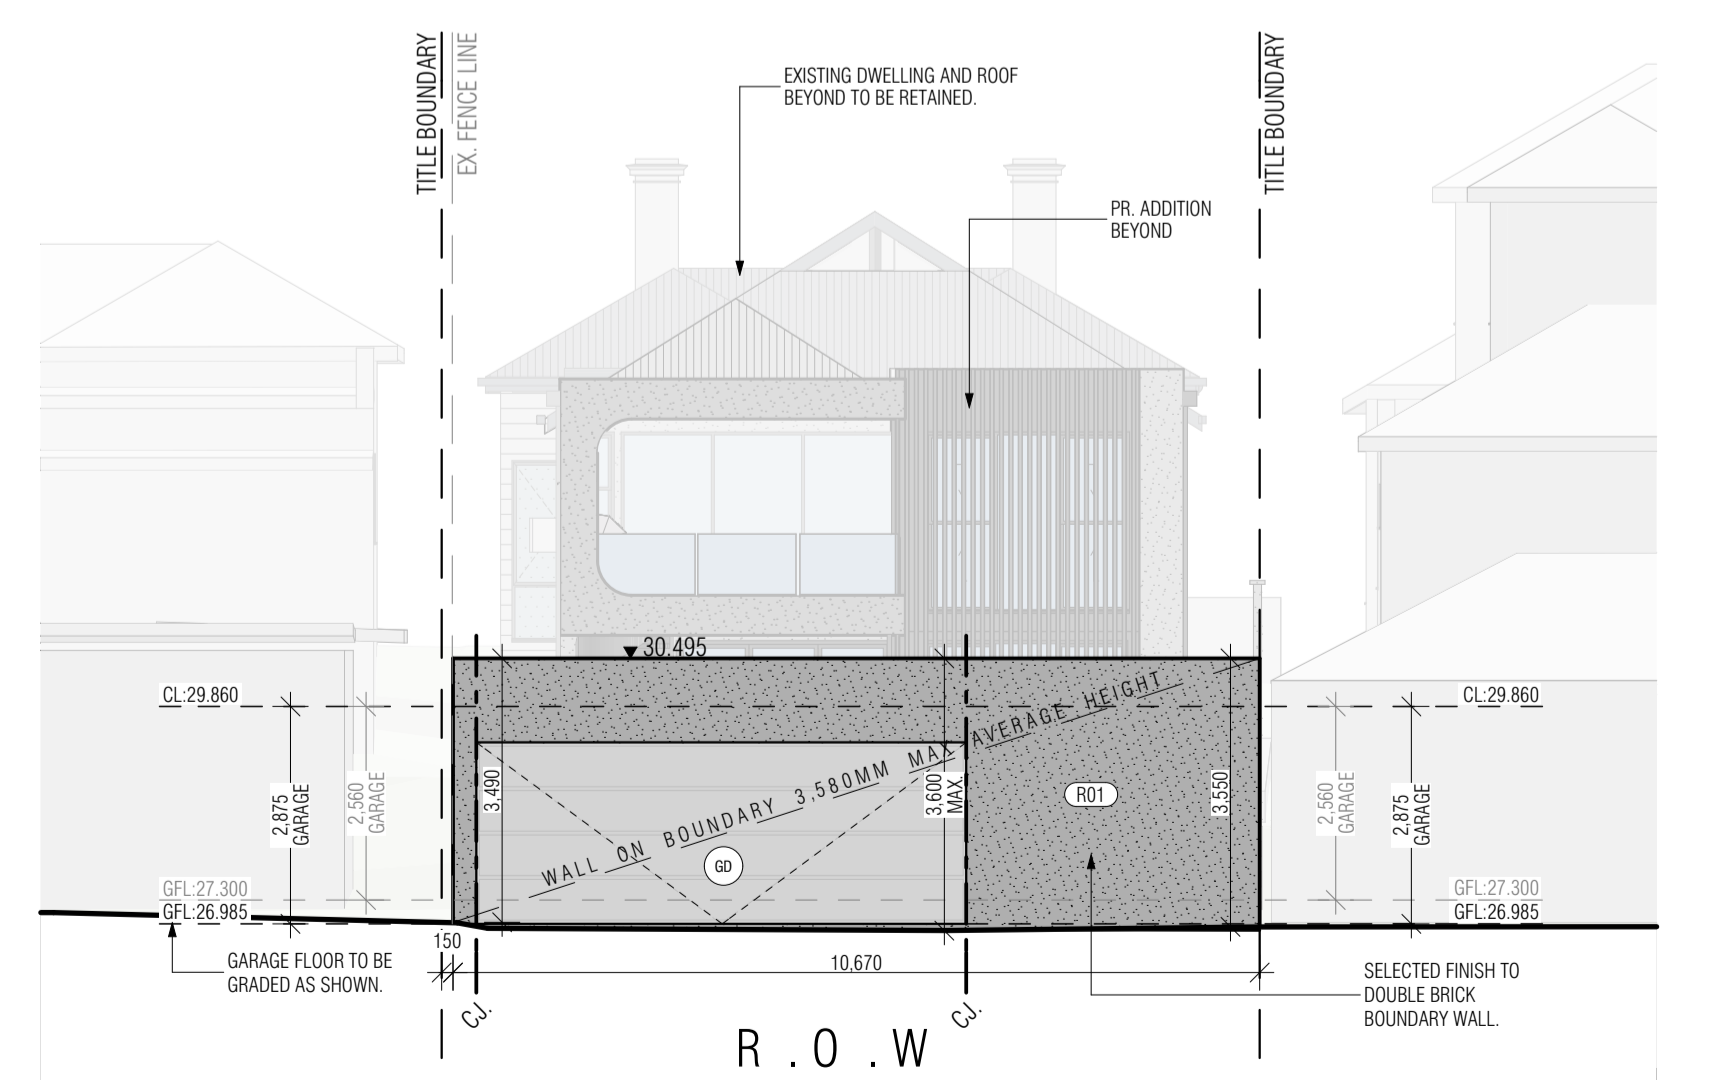 TITLE BOUNDARY
EX. FENCE LINE
EXISTING DWELLING AND ROOF
BEYOND TO BE RETAINED.
TITLE BOUNDARY
PR. ADDITION
BEYOND
30.495
CL:29.860
CL:29.860
2,875
GARAGE
2,560
GARAGE
3,490
WALL ON BOUNDARY 3,580MM MAX AVERAGE HEIGHT
3,600
MAX.
R01
3,550
2,560
GARAGE
2,875
GARAGE
GD
GFL:27.300
GFL:26.985
GFL:27.300
GFL:26.985
150
10,670
GARAGE FLOOR TO BE
GRADED AS SHOWN.
SELECTED FINISH TO
DOUBLE BRICK
BOUNDARY WALL.
CJ.
CJ.
R.O.W